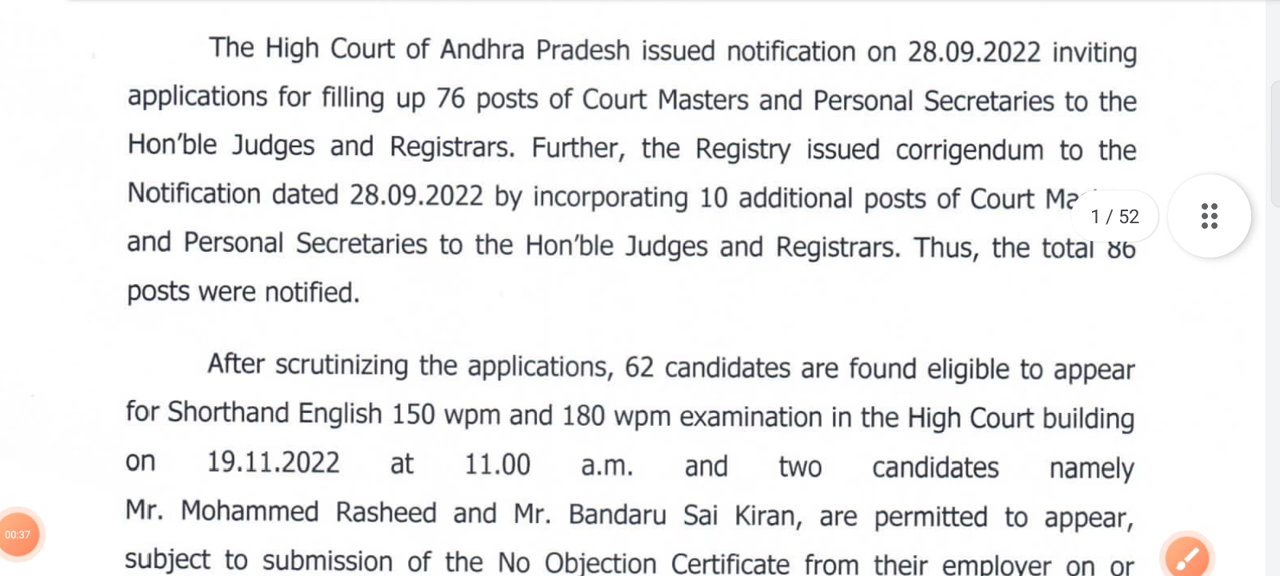 The High Court of Andhra Pradesh issued notification on 28.09.2022 inviting
applications for filling up 76 posts of Court Masters and Personal Secretaries to the
Hon'ble Judges and Registrars. Further, the Registry issued corrigendum to the
Notification dated 28.09.2022 by incorporating 10 additional posts of Court
1 / 52
and Personal Secretaries to the Hon'ble Judges and Registrars. Thus, the total 86
posts were notified.
After scrutinizing the applications, 62 candidates are found eligible to appear
for Shorthand English 150 wpm and 180 wpm examination in the High Court building
on 19.11.2022 at 11.00 a.m. and two candidates namely
Mr. Mohammed Rasheed and Mr. Bandaru Sai Kiran, are permitted to appear,
00:37
subject to submission of the No Objection Certificate from their employer on or